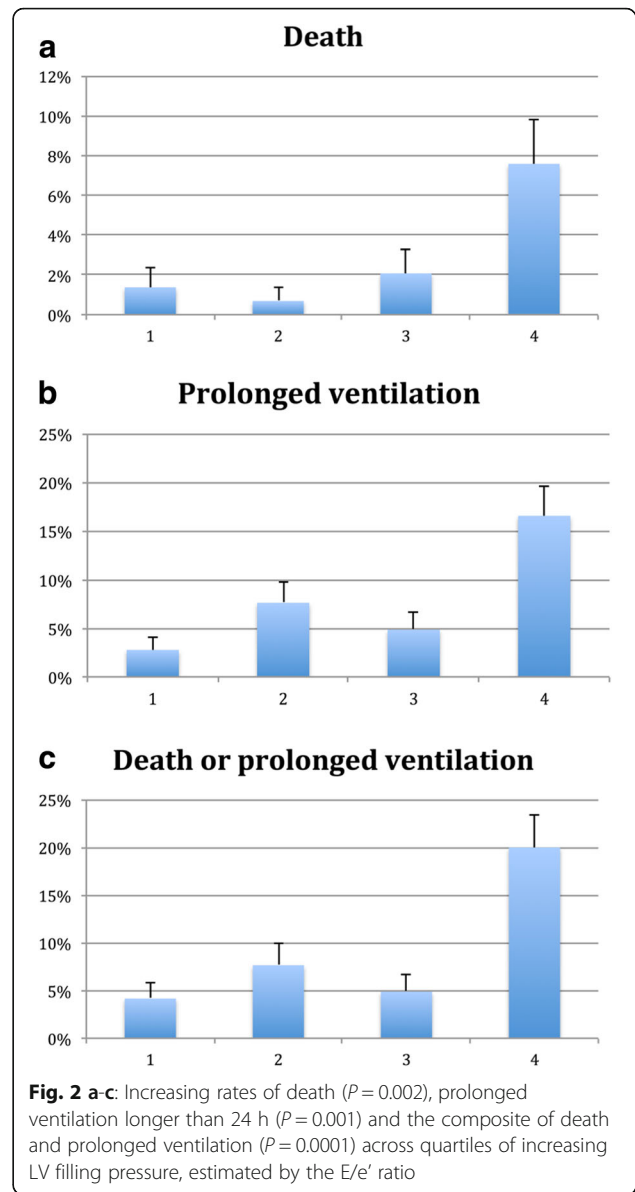 a
Death
12%
10%
8%
6%
4%
2%
0%
1 2 3 4
b
Prolonged ventilation
25%
20%
15%
10%
5%
0%
1 2 3 4
c
Death or prolonged ventilation
25%
20%
15%
10%
5%
0%
1 2 3 4
Fig. 2 a-c: Increasing rates of death (P = 0.002), prolonged
ventilation longer than 24 h (P = 0.001) and the composite of death
and prolonged ventilation (P = 0.0001) across quartiles of increasing
LV filling pressure, estimated by the E/e’ ratio